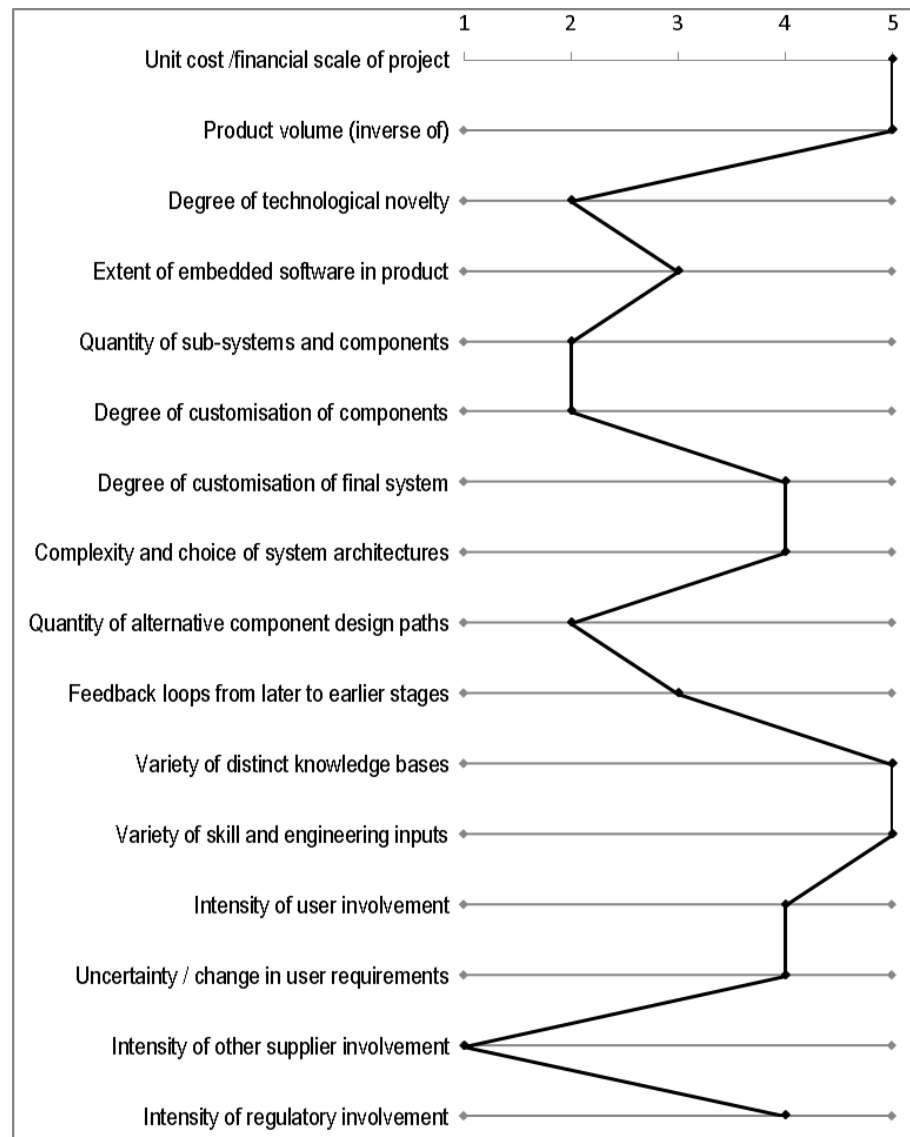 1 2 3 4 5
Unit cost /financial scale of project
Product volume (inverse of)
Degree of technological novelty
Extent of embedded software in product
Quantity of sub-systems and components
Degree of customisation of components
Degree of customisation of final system
Complexity and choice of system architectures
Quantity of alternative component design paths
Feedback loops from later to earlier stages
Variety of distinct knowledge bases
Variety of skill and engineering inputs
Intensity of user involvement
Uncertainty / change in user requirements
Intensity of other supplier involvement
Intensity of regulatory involvement